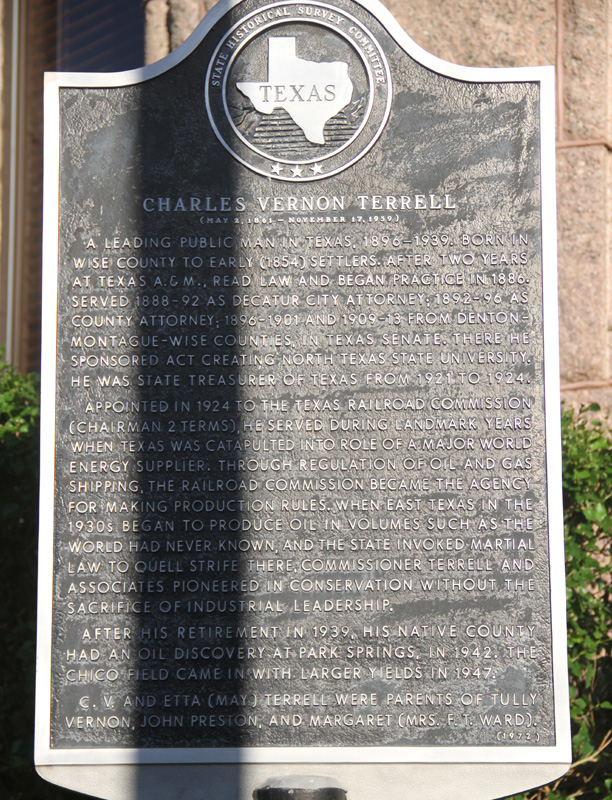 STATE HISTORICAL SURVEY COMMITTEE
TEXAS
CHARLES VERNON TERRELL
(MAY 2, 1861 – NOVEMBER 17, 1959)
A LEADING PUBLIC MAN IN TEXAS, 1896–1939. BORN IN
WISE COUNTY TO EARLY (1854) SETTLERS. AFTER TWO YEARS
AT TEXAS A.&M., READ LAW AND BEGAN PRACTICE IN 1886.
SERVED 1888-92 AS DECATUR CITY ATTORNEY; 1892-96 AS
COUNTY ATTORNEY; 1896-1901 AND 1909-13 FROM DENTON-
MONTAGUE-WISE COUNTIES, IN TEXAS SENATE. THERE HE
SPONSORED ACT CREATING NORTH TEXAS STATE UNIVERSITY.
HE WAS STATE TREASURER OF TEXAS FROM 1921 TO 1924.
APPOINTED IN 1924 TO THE TEXAS RAILROAD COMMISSION
(CHAIRMAN 2 TERMS), HE SERVED DURING LANDMARK YEARS
WHEN TEXAS WAS CATAPULTED INTO ROLE OF A MAJOR WORLD
ENERGY SUPPLIER. THROUGH REGULATION OF OIL AND GAS
SHIPPING, THE RAILROAD COMMISSION BECAME THE AGENCY
FOR MAKING PRODUCTION RULES. WHEN EAST TEXAS IN THE
1930s BEGAN TO PRODUCE OIL IN VOLUMES SUCH AS THE
WORLD HAD NEVER KNOWN, AND THE STATE INVOKED MARTIAL
LAW TO QUELL STRIFE THERE, COMMISSIONER TERRELL AND
ASSOCIATES PIONEERED IN CONSERVATION WITHOUT THE
SACRIFICE OF INDUSTRIAL LEADERSHIP.
AFTER HIS RETIREMENT IN 1939, HIS NATIVE COUNTY
HAD AN OIL DISCOVERY AT PARK SPRINGS, IN 1942. THE
CHICO FIELD CAME IN WITH LARGER YIELDS IN 1947.
C. V. AND ETTA (MAY) TERRELL WERE PARENTS OF TULLY
VERNON, JOHN PRESTON, AND MARGARET (MRS. F. T. WARD).
(1972)